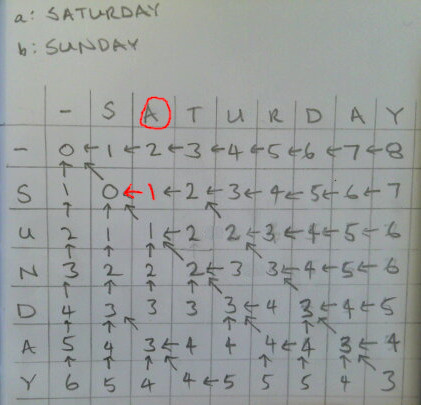 a: SATURDAY
b: SUNDAY
- S A T U R D A Y
- 0 ← 1 ← 2 ← 3 ← 4 ← 5 ← 6 ← 7 ← 8
S 1 0 ← 1 ← 2 ← 3 ← 4 ← 5 ← 6 ← 7
U 2 1 1 ← 2 2 ← 3 ← 4 ← 5 ← 6
N 3 2 2 2 ← 3 3 ← 4 ← 5 ← 6
D 4 3 3 3 3 ← 4 3 ← 4 ← 5
A 5 4 3 ← 4 4 4 ← 4 3 ← 4
Y 6 5 4 4 ← 5 5 5 4 3